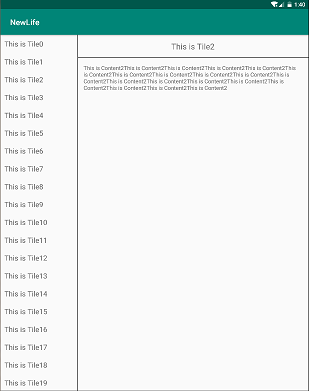 1:40
NewLife
This is Tile0
This is Tile1
This is Tile2
This is Tile3
This is Tile4
This is Tile5
This is Tile6
This is Tile7
This is Tile8
This is Tile9
This is Tile10
This is Tile11
This is Tile12
This is Tile13
This is Tile14
This is Tile15
This is Tile16
This is Tile17
This is Tile18
This is Tile19
This is Tile2
This is Content2This is Content2This is Content2This is Content2This is Content2This
is Content2This is Content2This is Content2This is Content2This is Content2This is
Content2This is Content2This is Content2This is Content2This is Content2This is
Content2This is Content2This is Content2This is Content2